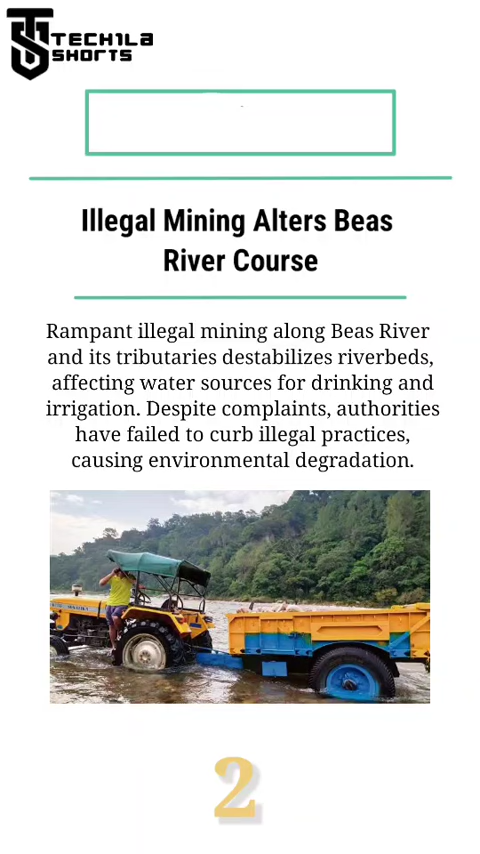 TECH1LA
SHORTS
Illegal Mining Alters Beas
River Course
Rampant illegal mining along Beas River
and its tributaries destabilizes riverbeds,
affecting water sources for drinking and
irrigation. Despite complaints, authorities
have failed to curb illegal practices,
causing environmental degradation.
2